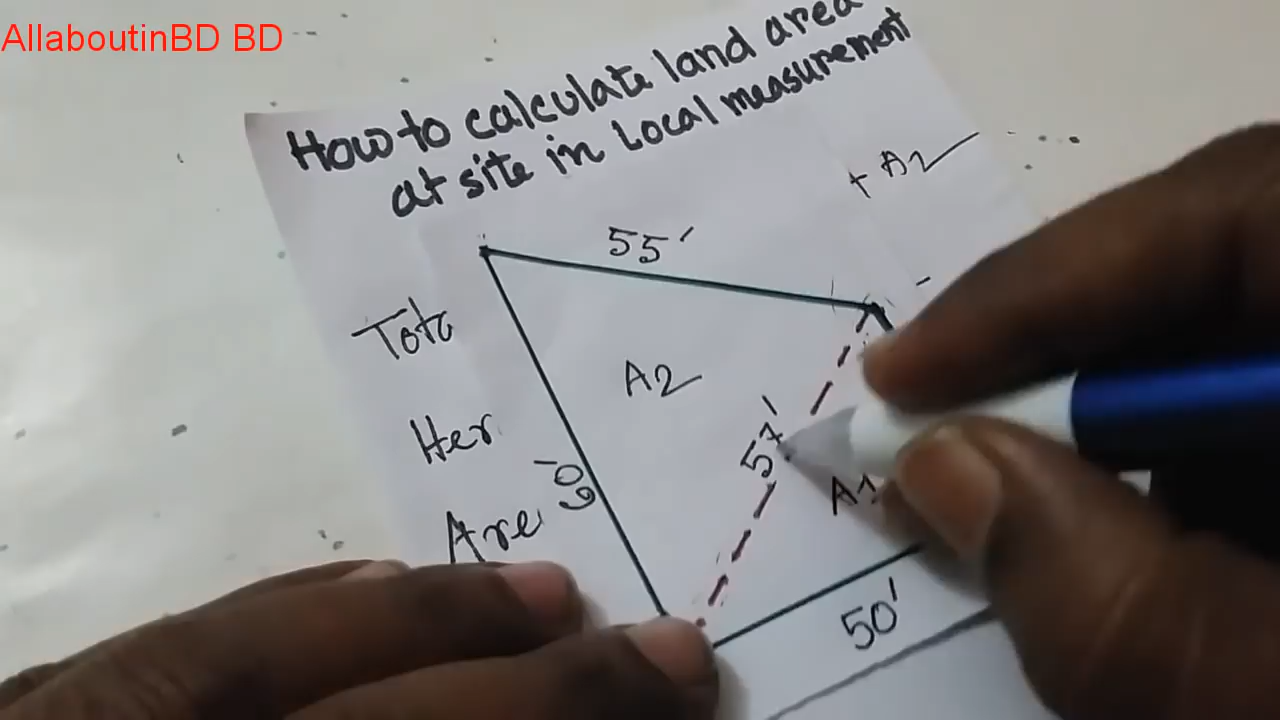 AllaboutinBD BD
How to calculate land area
at site in Local measurement
+ A2
55'
Tota
A2
Her
57'
60'
A1
Are
50'